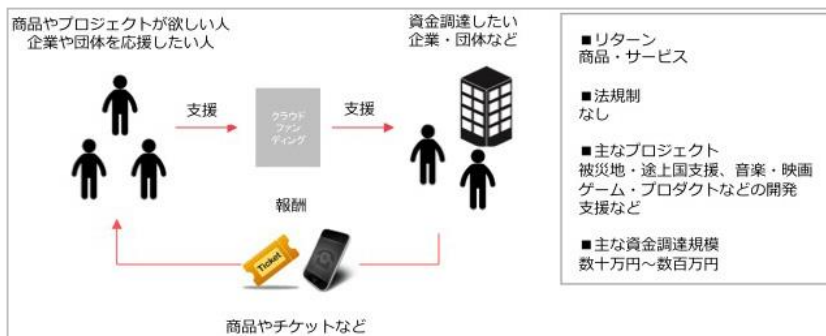 商品やプロジェクトが欲しい人
企業や団体を応援したい人
資金調達したい
企業・団体など
支援
クラウド
ファン
ディング
支援
報酬
Ticket
商品やチケットなど
■リターン
商品・サービス
■法規制
なし
■主なプロジェクト
被災地・途上国支援、音楽・映画
ゲーム・プロダクトなどの開発
支援など
■主な資金調達規模
数十万円～数百万円